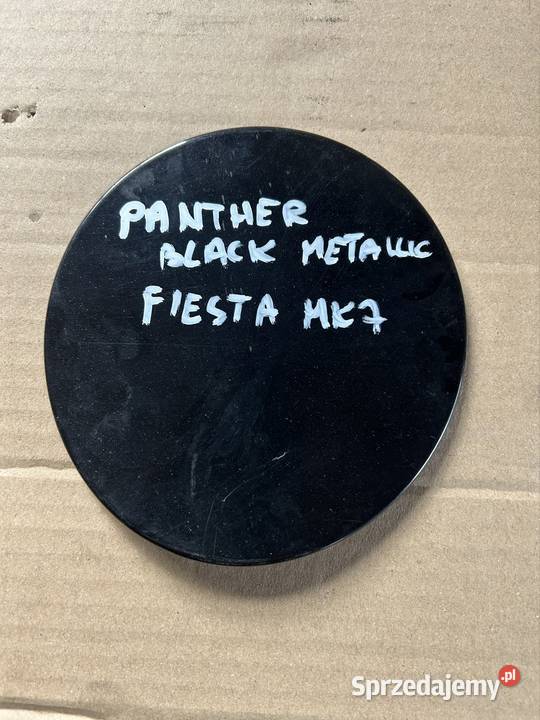 PANTHER
BLACK METALLIC
FIESTA MK7
Sprzedajemy.pl